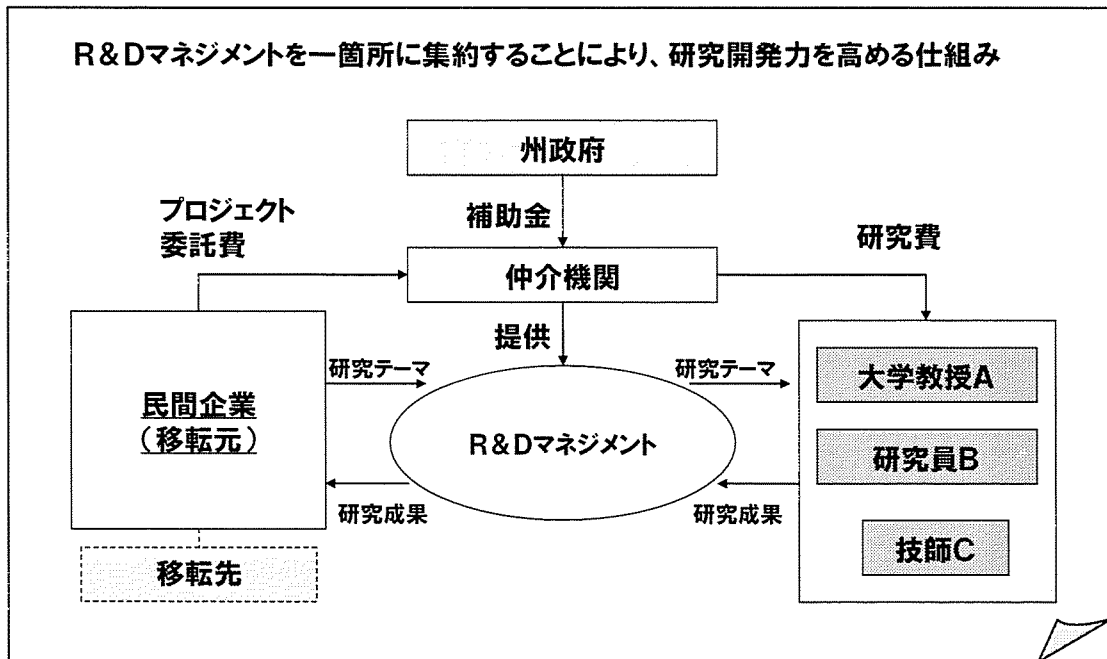 R&Dマネジメントを一箇所に集約することにより、研究開発力を高める仕組み
州政府
プロジェクト
委託費
補助金
研究費
仲介機関
提供
研究テーマ
研究テーマ
大学教授A
民間企業
（移転元）
R&Dマネジメント
研究員B
研究成果
研究成果
技師C
移転先